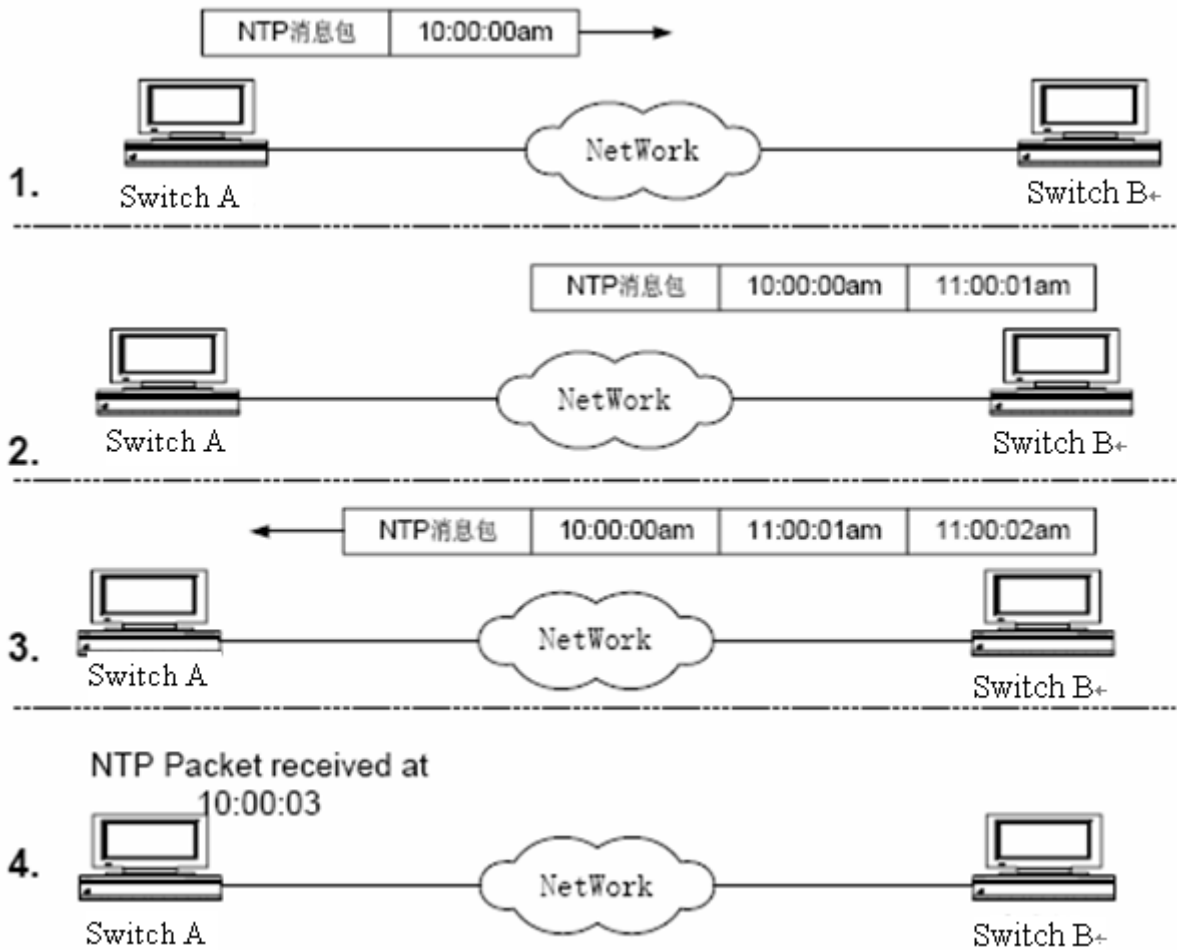 NTP消息包 10:00:00am
NetWork
1.
Switch A
Switch B↵
NTP消息包 10:00:00am 11:00:01am
NetWork
2.
Switch A
Switch B↵
NTP消息包 10:00:00am 11:00:01am 11:00:02am
NetWork
3.
Switch A
Switch B↵
NTP Packet received at
10:00:03
4.
NetWork
Switch A
Switch B↵